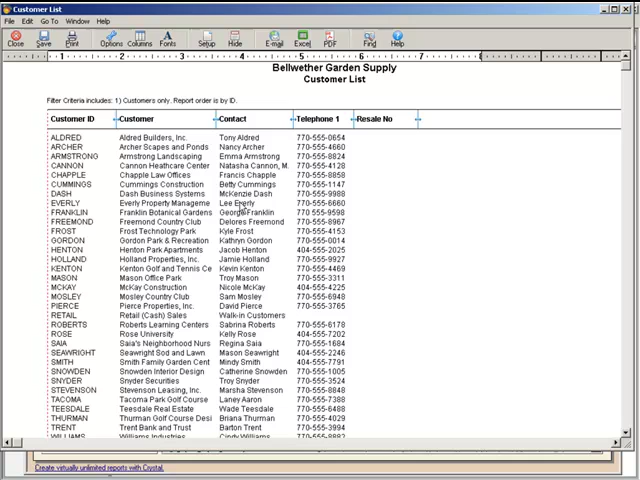 Customer List
File Edit Go To Window Help
Close Save Print Options Columns Fonts Setup Hide E-mail Excel PDF Find Help
1 2 3 4 5 6 7
Bellwether Garden Supply
Customer List
Filter Criteria includes: 1) Customers only. Report order is by ID.
Customer ID Customer Contact Telephone 1 Resale No
ALDRED Aldred Builders, Inc. Tony Aldred 770-555-0654
ARCHER Archer Scapes and Ponds Nancy Archer 770-555-4660
ARMSTRONG Armstrong Landscaping Emma Armstrong 770-555-8824
CANNON Cannon Heathcare Center Natasha Cannon, M. 770-555-4128
CHAPPLE Chapple Law Offices Francis Chapple 770-555-8858
CUMMINGS Cummings Construction Betty Cummings 770-555-1147
DASH Dash Business Systems McKenzie Dash 770-555-9988
EVERLY Everly Property Manageme Lee Everly 770-555-6660
FRANKLIN Franklin Botanical Gardens George Franklin 770 555-9598
FREEMOND Freemond Country Club Delores Freemond 770-555-8967
FROST Frost Technology Park Kyle Frost 770-555-4153
GORDON Gordon Park & Recreation Kathryn Gordon 770-555-0014
HENTON Honton Park Apartments Jacob Henton 404-555-2025
HOLLAND Holland Properties, Inc. Jamie Holland 770-555-9927
KENTON Kenton Golf and Tennis Ce Kevin Kenton 770-555-4469
MASON Mason Office Park Troy Mason 770-555-3311
MCKAY McKay Construction Nicole McKay 404-555-4225
MOSLEY Mosley Country Club Sam Mosley 770-555-6948
PIERCE Pierce Properties, Inc. David Pierce 770-555-3765
RETAIL Retail (Cash) Sales Walk-in Customers
ROBERTS Roberts Learning Centers Sabrina Roberts 770-555-6178
ROSE Rose University Kelly Rose 404-555-7202
SAIA Saia's Neighborhood Nurs Regina Saia 770-555-1684
SEAWRIGHT Seawright Sod and Lawn Mason Seawright 404-555-2246
SMITH Smith Family Garden Cent Mindy Smith 404-555-7791
SNOWDEN Snowden Interior Design Catherine Snowden 770-555-1005
SNYDER Snyder Securities Troy Snyder 770-555-3524
STEVENSON Stevenson Leasing, Inc. Marsha Stevenson 770-555-8848
TACOMA Tacoma Park Golf Course Laney Aaron 770-555-7388
TEESDALE Teesdale Real Estate Wade Teesdale 770-555-6488
THURMAN Thurman Golf Course Desi Briana Thurman 770-555-4029
TRENT Trent Bank and Trust Barton Trent 770-555-3994
WILLIAMS Williams Industries Cindy Williams 770-555-8882
Create virtually unlimited reports with Crystal.